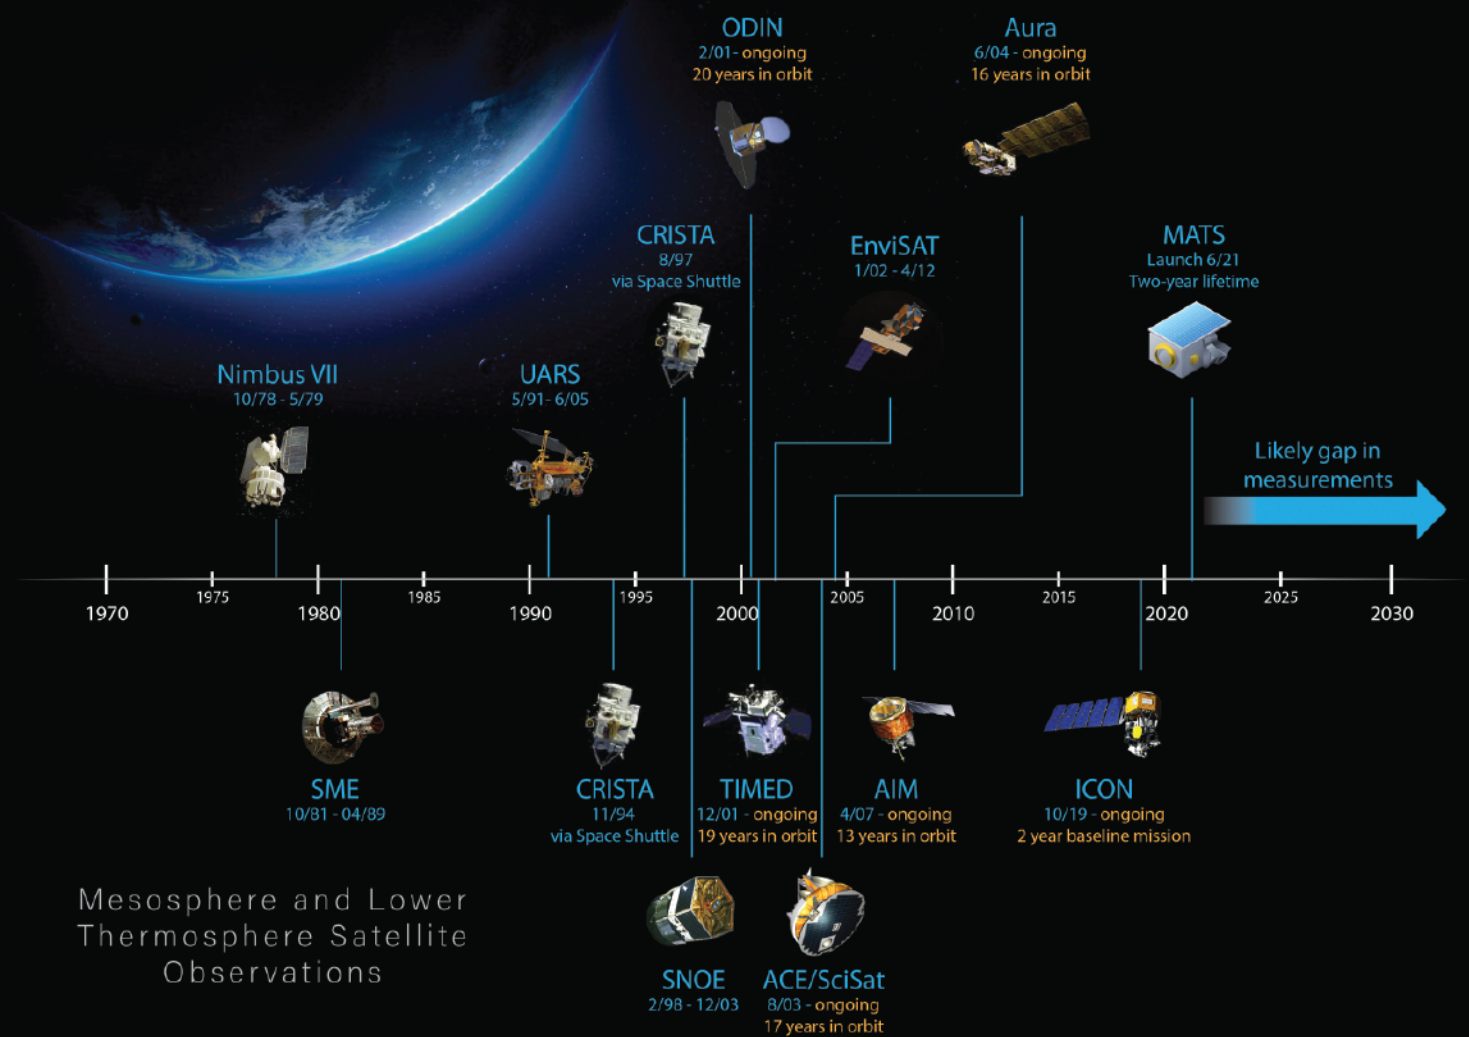 ODIN
2/01- ongoing
20 years in orbit
Aura
6/04 - ongoing
16 years in orbit
CRISTA
8/97
via Space Shuttle
EnviSAT
1/02 - 4/12
MATS
Launch 6/21
Two-year lifetime
Nimbus VII
10/78 - 5/79
UARS
5/91- 6/05
Likely gap in
measurements
1970
1975
1980
1985
1990
1995
2000
2005
2010
2015
2020
2025
2030
SME
10/81 - 04/89
CRISTA
11/94
via Space Shuttle
TIMED
12/01 - ongoing
19 years in orbit
AIM
4/07 - ongoing
13 years in orbit
ICON
10/19 - ongoing
2 year baseline mission
SNOE
2/98 - 12/03
ACE/SciSat
8/03 - ongoing
17 years in orbit
Mesosphere and Lower
Thermosphere Satellite
Observations